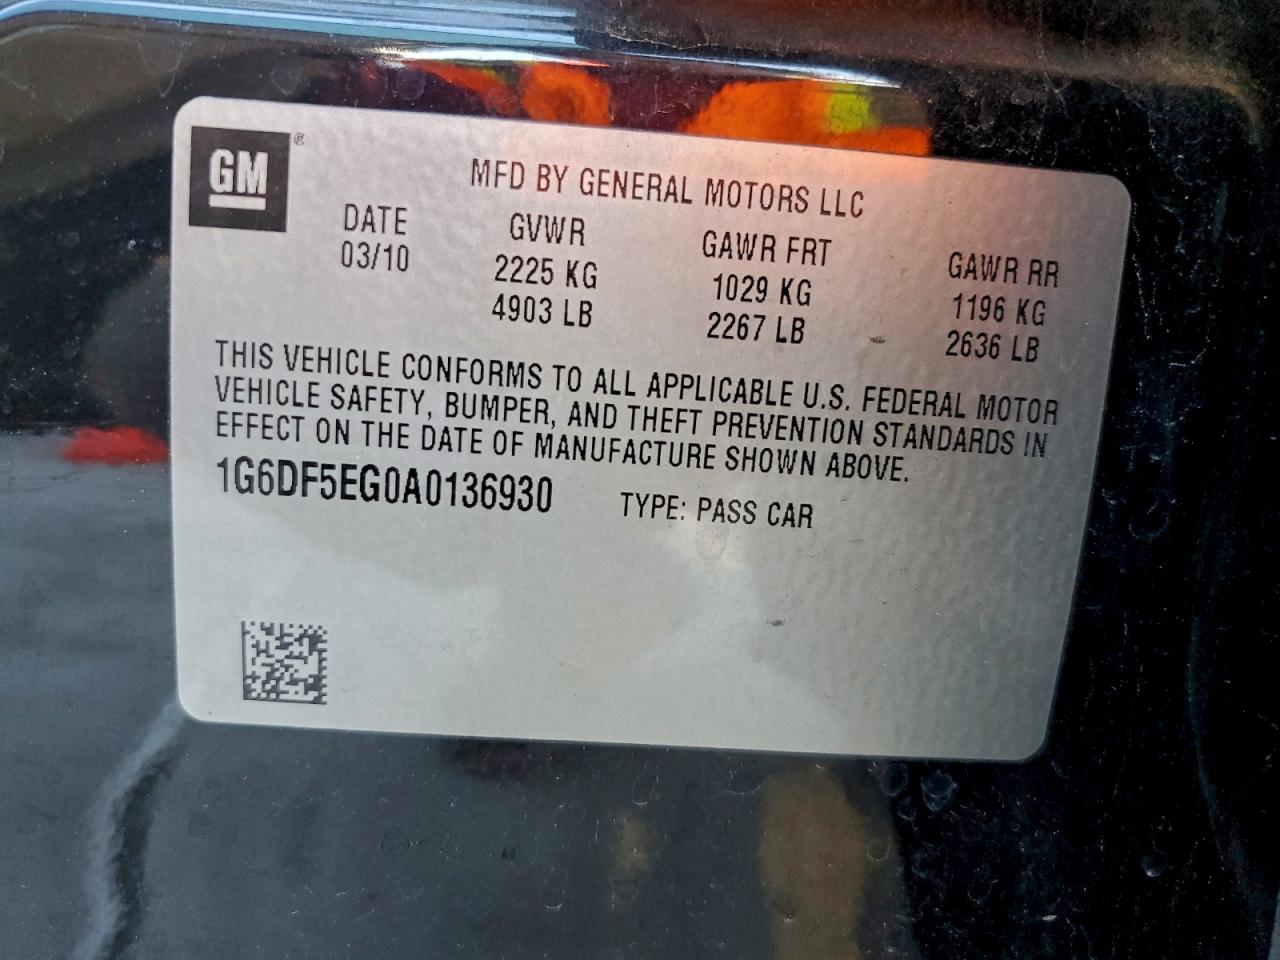 GM ®
MFD BY GENERAL MOTORS LLC
DATE GVWR GAWR FRT GAWR RR
03/10 2225 KG 1029 KG 1196 KG
4903 LB 2267 LB 2636 LB
THIS VEHICLE CONFORMS TO ALL APPLICABLE U.S. FEDERAL MOTOR
VEHICLE SAFETY, BUMPER, AND THEFT PREVENTION STANDARDS IN
EFFECT ON THE DATE OF MANUFACTURE SHOWN ABOVE.
1G6DF5EG0A0136930 TYPE: PASS CAR